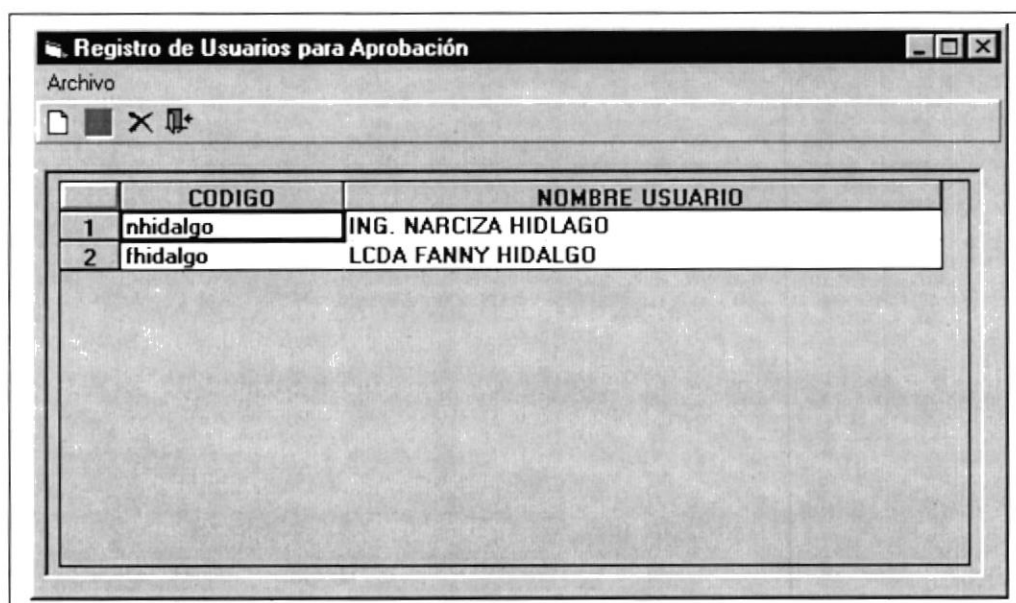 Registro de Usuarios para Aprobación
Archivo
CODIGO NOMBRE USUARIO
1 nhidalgo ING. NARCIZA HIDLAGO
2 fhidalgo LCDA FANNY HIDALGO